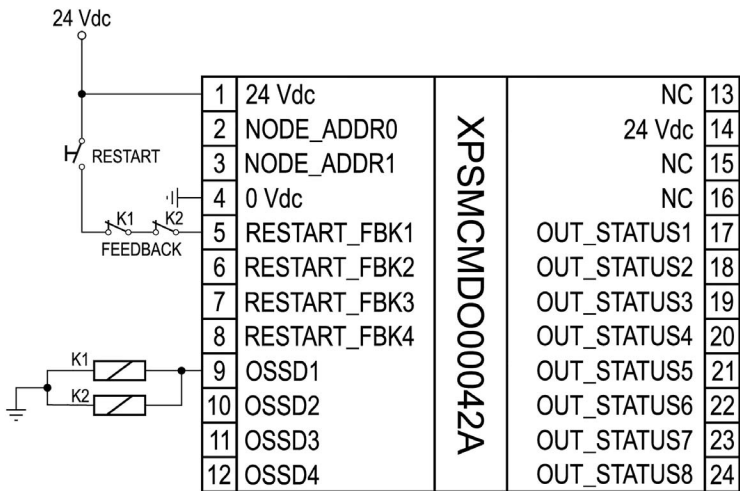 24 Vdc
1 24 Vdc
2 NODE_ADDR0
3 NODE_ADDR1
4 0 Vdc
5 RESTART_FBK1
6 RESTART_FBK2
7 RESTART_FBK3
8 RESTART_FBK4
9 OSSD1
10 OSSD2
11 OSSD3
12 OSSD4
RESTART
K1 K2
FEEDBACK
K1
K2
XPSMCMDO00042A
NC 13
24 Vdc 14
NC 15
NC 16
OUT_STATUS1 17
OUT_STATUS2 18
OUT_STATUS3 19
OUT_STATUS4 20
OUT_STATUS5 21
OUT_STATUS6 22
OUT_STATUS7 23
OUT_STATUS8 24